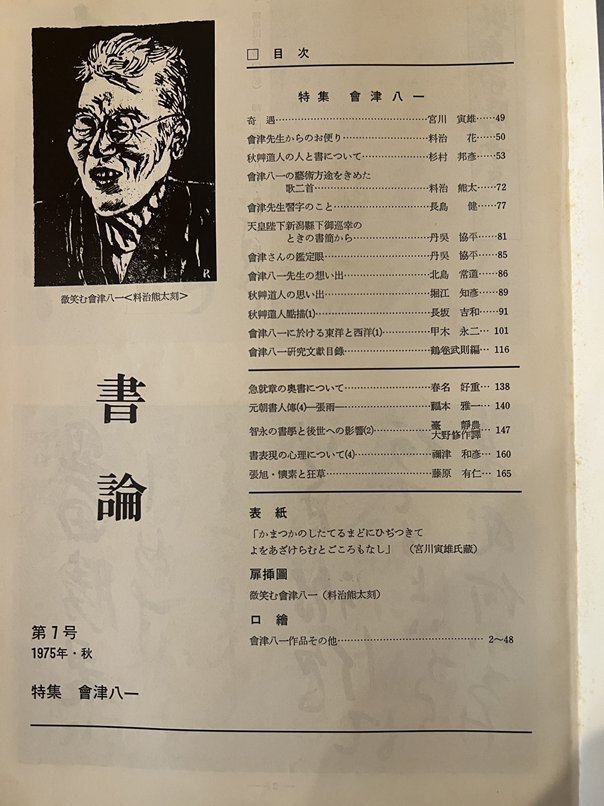 R
微笑む會津八一<料治熊太刻>
書論
第7号
1975年・秋
特集 會津八一
□ 目次
特集 會津八一
奇遇……宮川 寅雄……49
會津先生からのお便り……料治 花……50
秋艸道人の人と書について……杉村 邦彦……53
會津八一の藝術方途をきめた
歌二首……料治 熊太……72
會津先生習字のこと……長島 健……77
天皇陛下新潟縣下御巡幸の
ときの書簡から……丹呉 協平……81
會津さんの鑑定眼……丹呉 協平……85
會津八一先生の想い出……北島 常道……86
秋艸道人の思い出……堀江 知彦……89
秋艸道人點描(1)……長坂 吉和……91
會津八一に於ける東洋と西洋(1)……甲木 永二… 101
會津八一研究文献目錄……鶴卷武則編… 116
急就章の奥書について……春名 好重… 138
元朝書人傳(4)—張雨—……福本 雅一… 140
智永の書學と後世への影響(2)……臺 靜農 大野修作譯… 147
書表現の心理について(4)……禰津 和彦… 160
張旭・懐素と狂草……藤原 有仁… 165
表紙
「かまつかのしたてるまどにひぢつきて
よをあざけらむとごころもなし」 (宮川寅雄氏藏)
扉挿圖
微笑む會津八一(料治熊太刻)
口繪
會津八一作品その他……2〜48